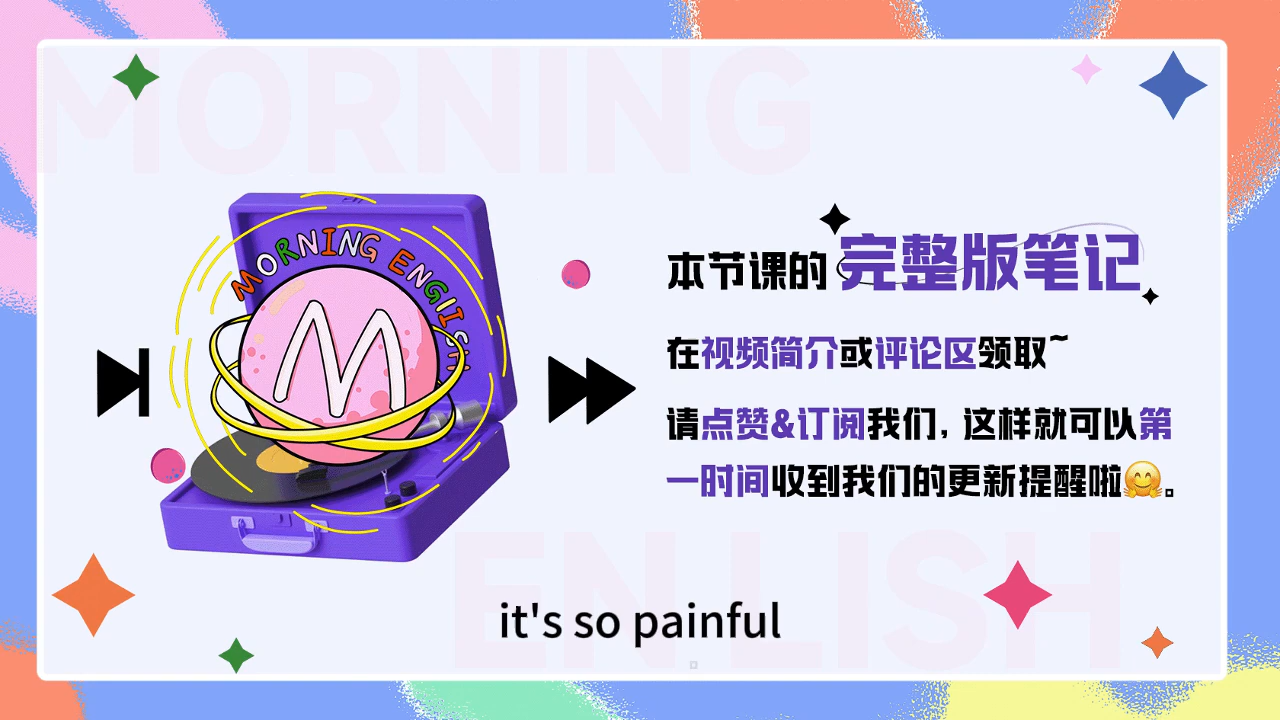 MORNING
MORNING ENGLISH
M
本节课的 完整版笔记
在视频简介或评论区领取~
请点赞&订阅我们, 这样就可以第
一时间收到我们的更新提醒啦🤗。
EN LISH
it's so painful